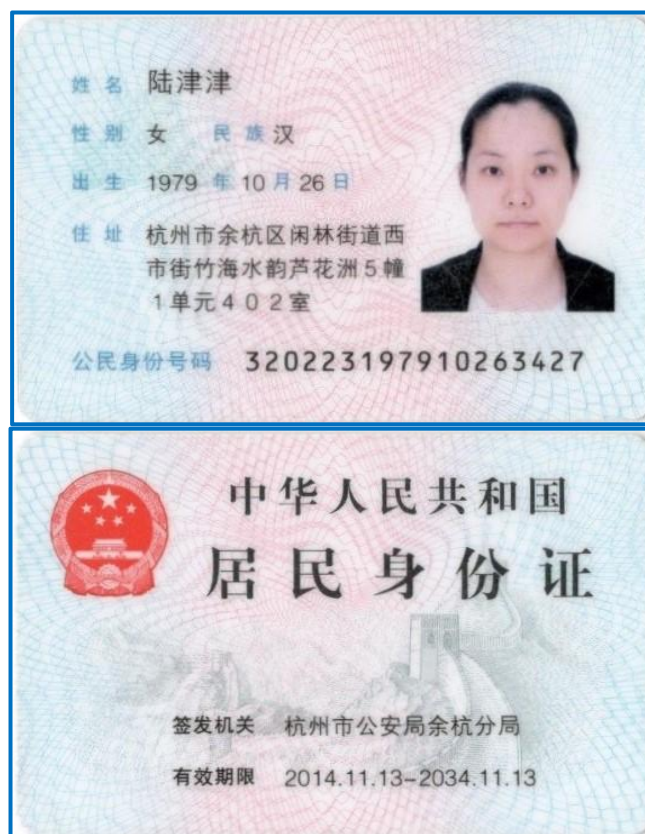 姓名 陆津津
性别 女 民族 汉
出生 1979 年 10 月 26 日
住址 杭州市余杭区闲林街道西
市街竹海水韵芦花洲5幢
1单元402室
公民身份号码 320223197910263427
中华人民共和国
居民身份证
签发机关 杭州市公安局余杭分局
有效期限 2014.11.13-2034.11.13